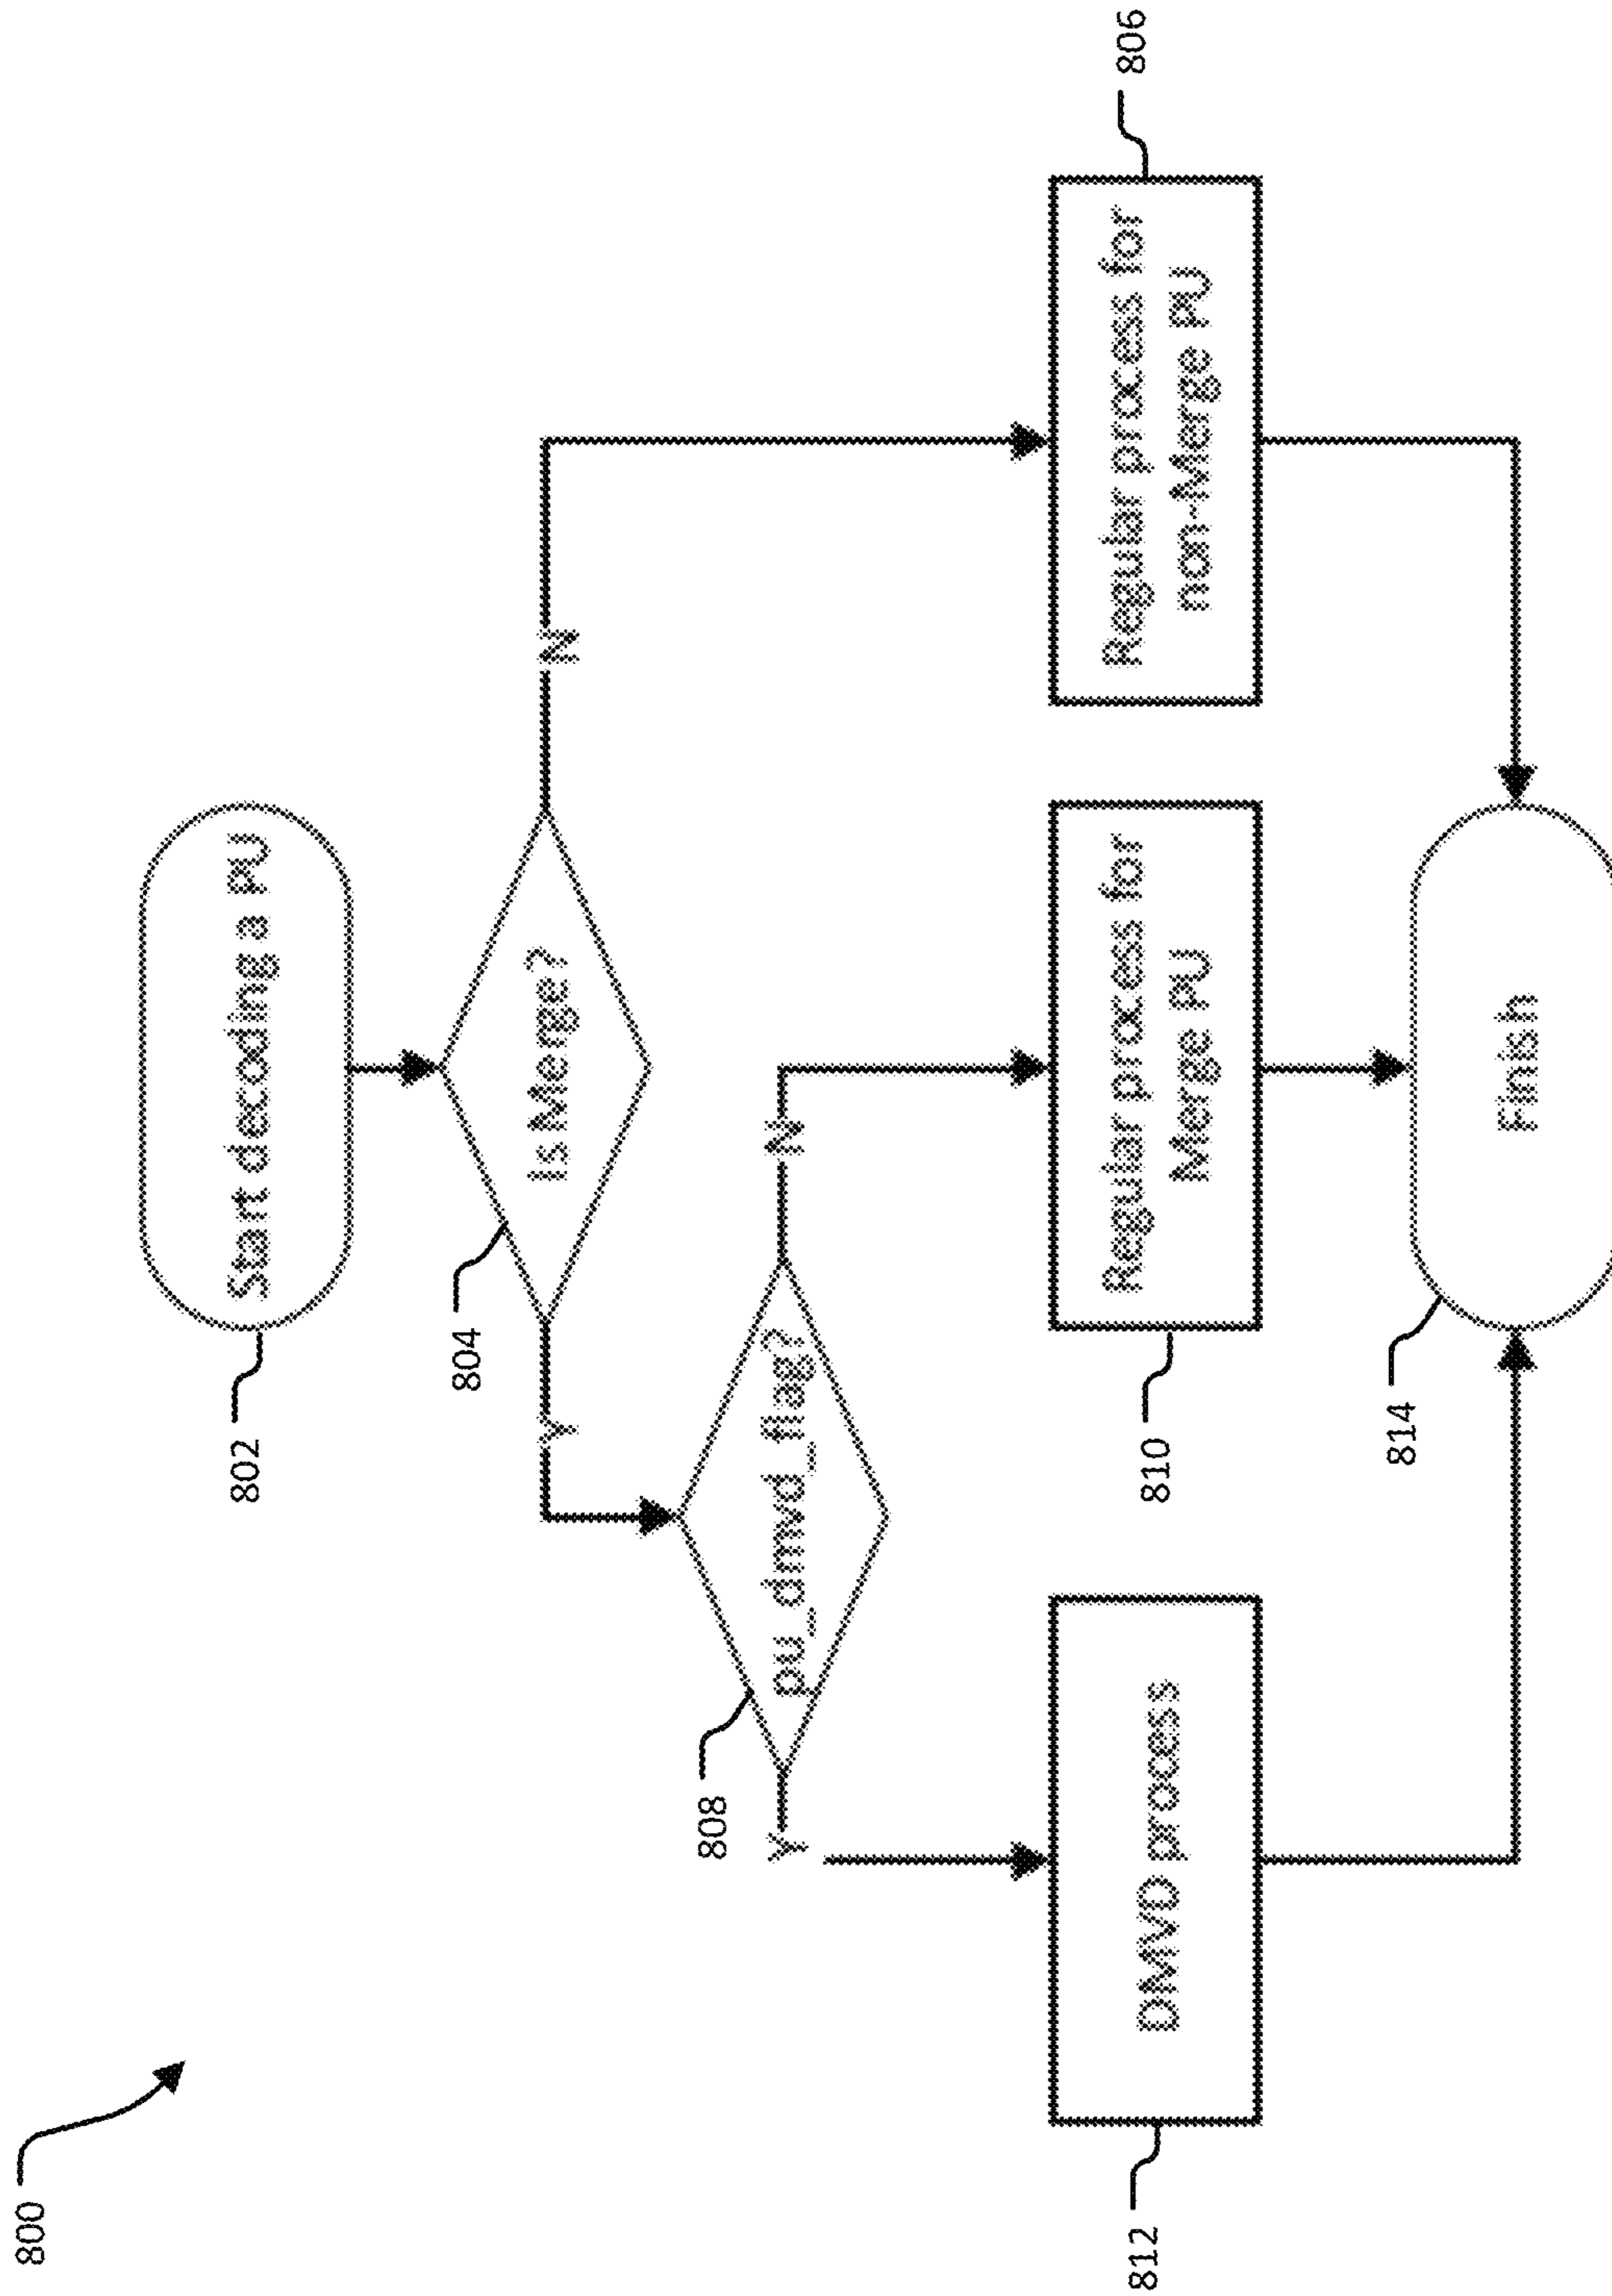 800
802
Start decoding a PU
804
Is Merge?
Y
N
808
pu_dmvd_flag?
Y
N
812
DMVD process
810
Regular process for
Merge PU
Regular process for
non-Merge PU
806
814
Finish